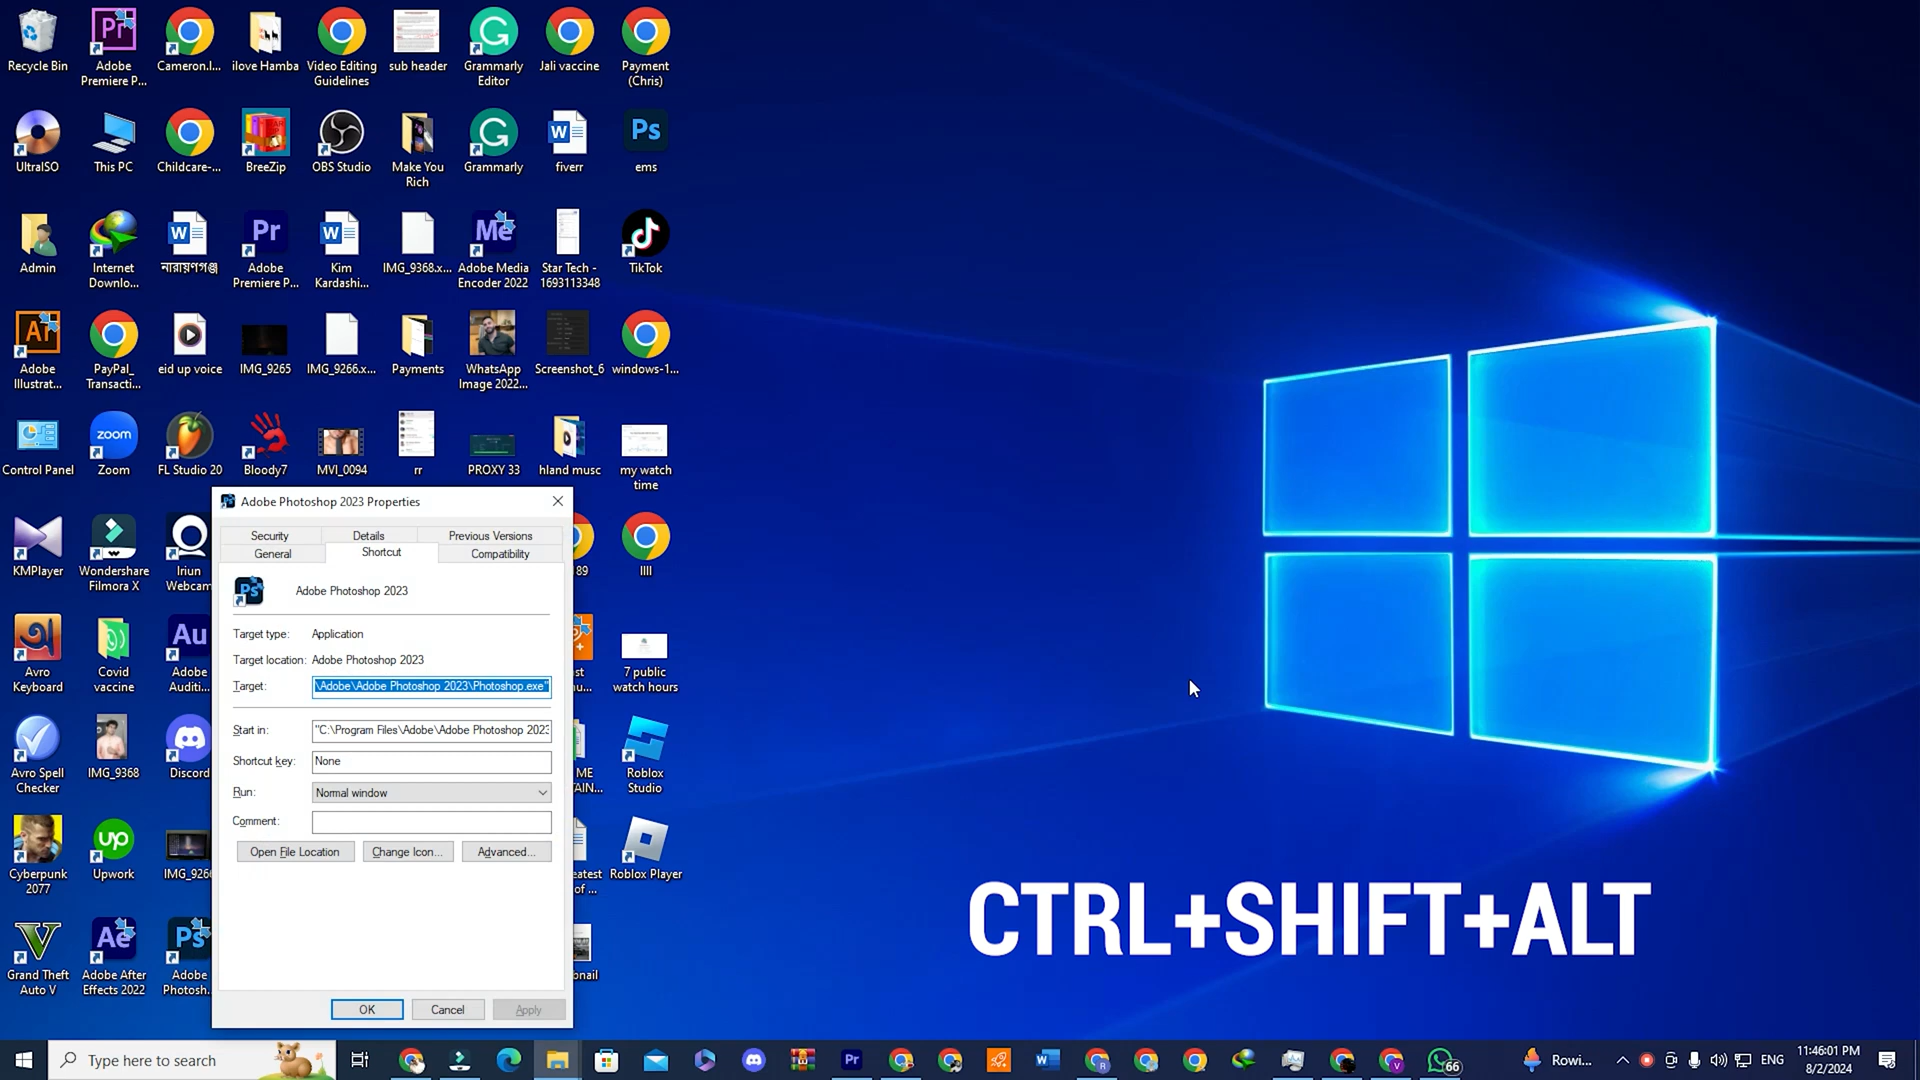 Recycle Bin
Adobe
Premiere P...
Cameron.l...
ilove Hamba
Video Editing
Guidelines
sub header
Grammarly
Editor
Jali vaccine
Payment
(Chris)
UltraISO
This PC
Childcare-...
BreeZip
OBS Studio
Make You
Rich
Grammarly
fiverr
ems
Admin
Internet
Downlo...
নারায়ণগঞ্জ
Adobe
Premiere P...
Kim
Kardashi...
IMG_9368.x...
Adobe Media
Encoder 2022
Star Tech -
1693113348
TikTok
Adobe
Illustrat...
PayPal_
Transacti...
eid up voice
IMG_9265
IMG_9266.x...
Payments
WhatsApp
Image 2022...
Screenshot_6
windows-1...
Control Panel
Zoom
FL Studio 20
Bloody7
MVI_0094
rr
PROXY 33
hland musc
my watch
time
KMPlayer
Wondershare
Filmora X
Iriun
Webcam
89
llll
Avro
Keyboard
Covid
vaccine
Adobe
Auditi...
7 public
watch hours
Avro Spell
Checker
IMG_9368
Discord
Roblox
Studio
Cyberpunk
2077
Upwork
IMG_9266
Roblox Player
Grand Theft
Auto V
Adobe After
Effects 2022
Adobe
Photosh...
Adobe Photoshop 2023 Properties
Security
Details
Previous Versions
General
Shortcut
Compatibility
Adobe Photoshop 2023
Target type: Application
Target location: Adobe Photoshop 2023
Target: \Adobe\Adobe Photoshop 2023\Photoshop.exe"
Start in: "C:\Program Files\Adobe\Adobe Photoshop 2023
Shortcut key: None
Run: Normal window
Comment:
Open File Location
Change Icon...
Advanced...
OK
Cancel
Apply
CTRL+SHIFT+ALT
Type here to search
66
Rowi...
ENG
11:46:01 PM
8/2/2024